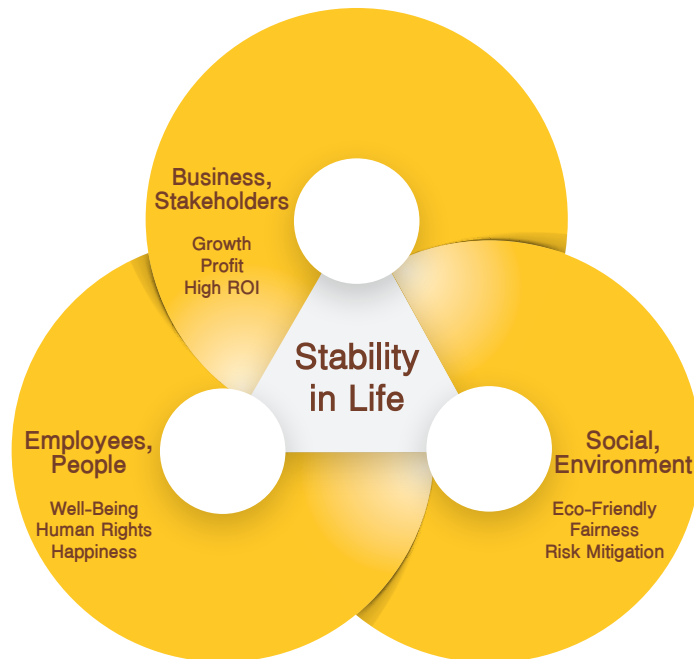 Business,
Stakeholders
Growth
Profit
High ROI
Stability
in Life
Employees,
People
Well-Being
Human Rights
Happiness
Social,
Environment
Eco-Friendly
Fairness
Risk Mitigation